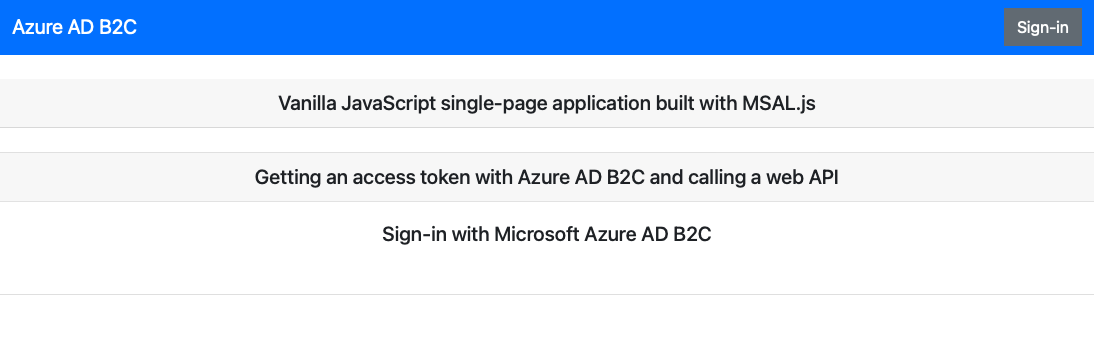 Azure AD B2C
Sign-in
Vanilla JavaScript single-page application built with MSAL.js
Getting an access token with Azure AD B2C and calling a web API
Sign-in with Microsoft Azure AD B2C